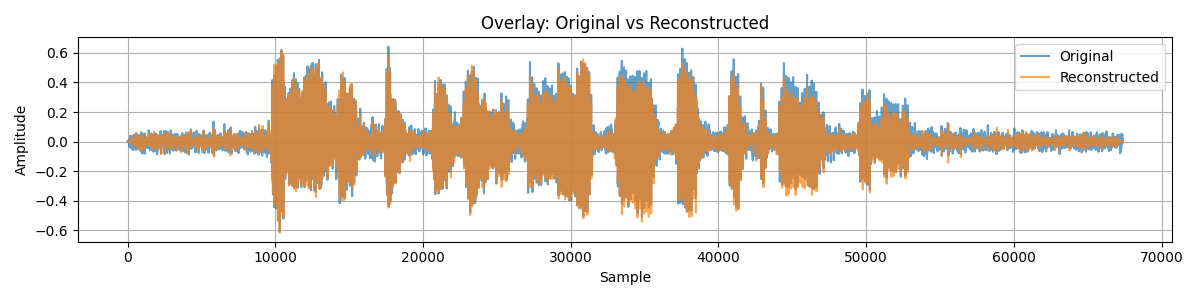 Overlay: Original vs Reconstructed
Amplitude
0.6
0.4
0.2
0.0
−0.2
−0.4
−0.6
Original
Reconstructed
0 10000 20000 30000 40000 50000 60000 70000
Sample